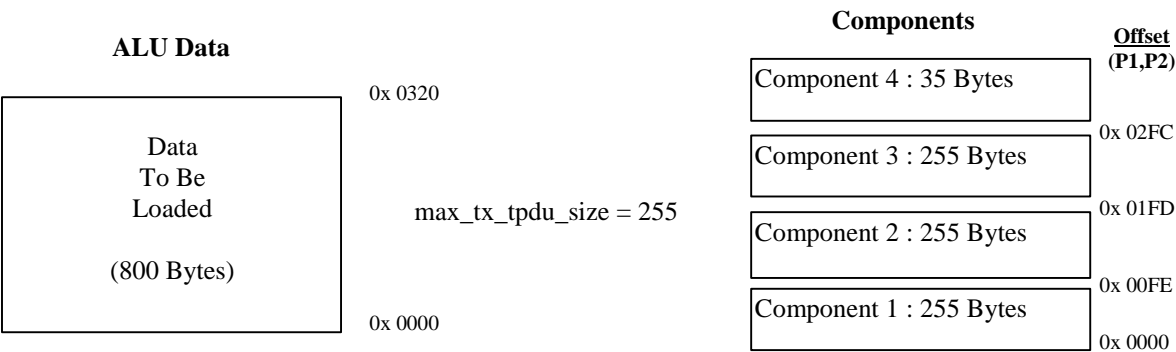 ALU Data
0x 0320
Data
To Be
Loaded
(800 Bytes)
0x 0000
max_tx_tpdu_size = 255
Components
Offset
(P1,P2)
Component 4 : 35 Bytes
0x 02FC
Component 3 : 255 Bytes
0x 01FD
Component 2 : 255 Bytes
0x 00FE
Component 1 : 255 Bytes
0x 0000